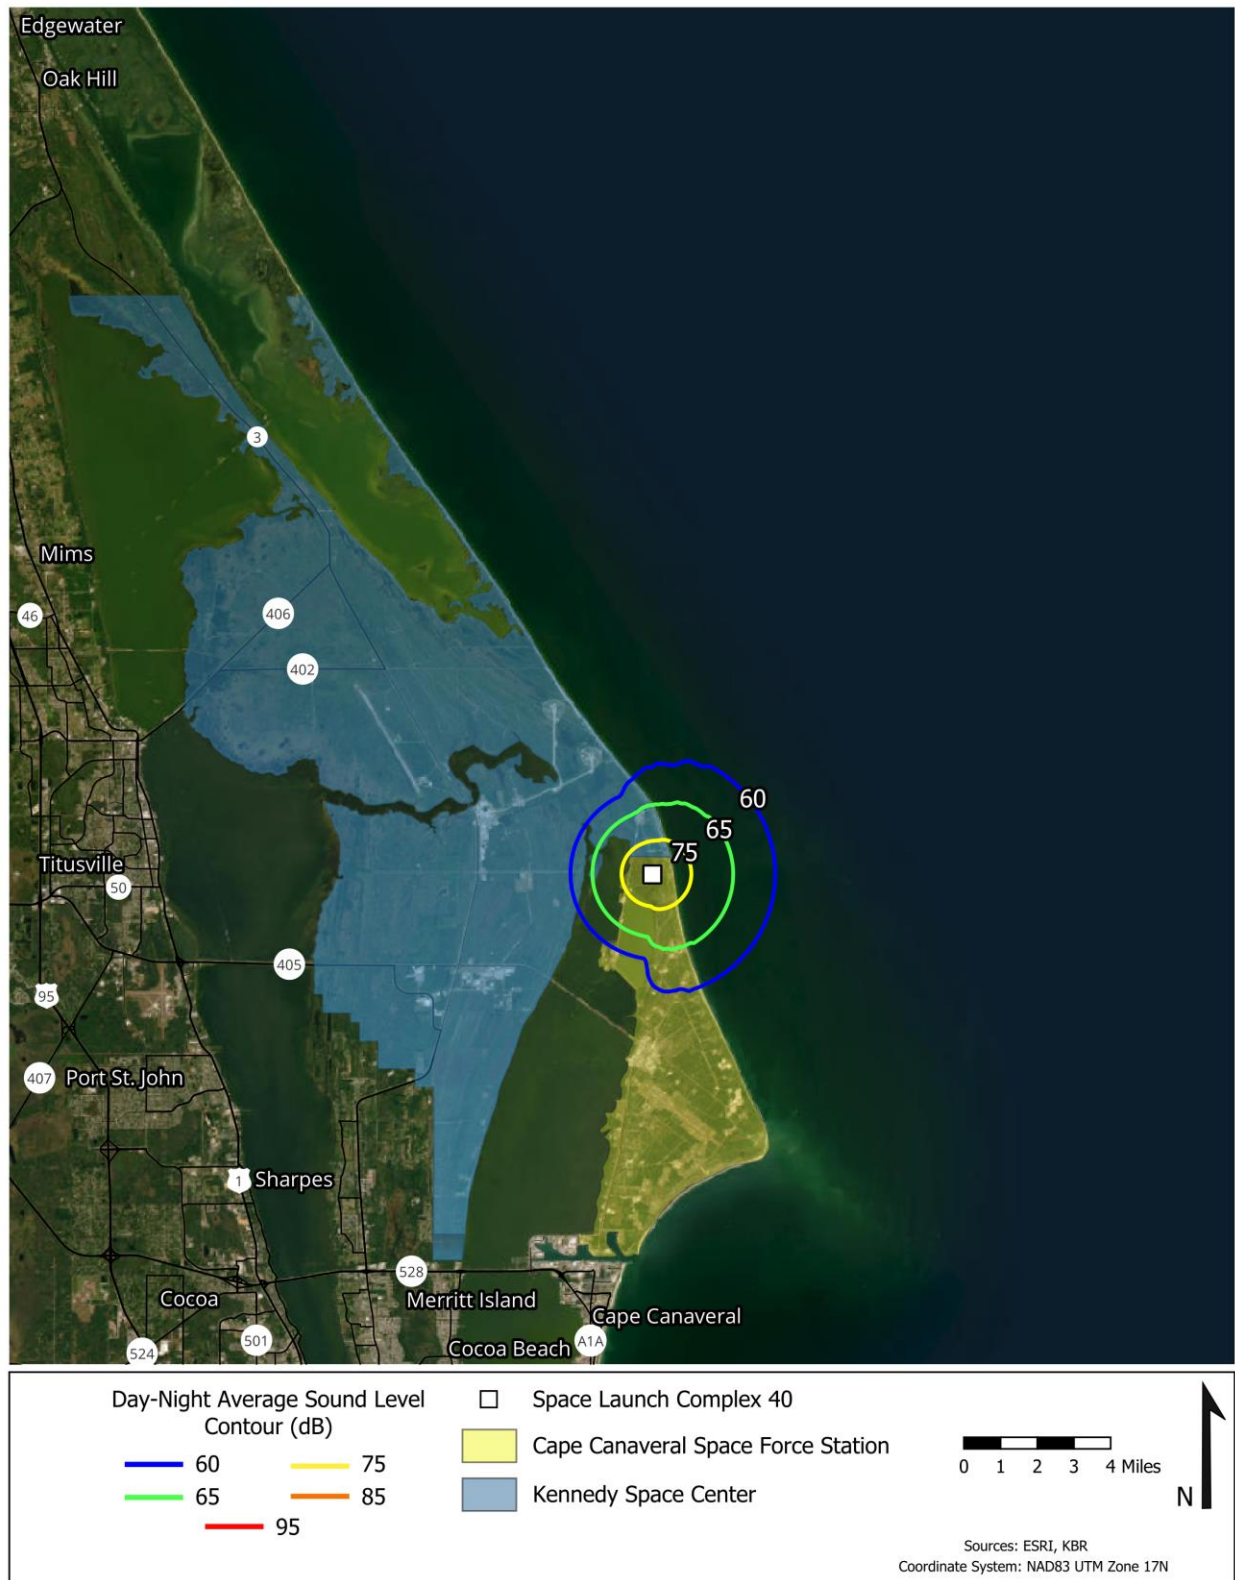 Edgewater
Oak Hill
3
Mims
46
406
402
60
65
75
Titusville
50
405
95
407
Port St. John
1
Sharpes
528
Cocoa
Merritt Island
Cape Canaveral
501
A1A
524
Cocoa Beach
Day-Night Average Sound Level
Contour (dB)
60
75
65
85
95
Space Launch Complex 40
Cape Canaveral Space Force Station
Kennedy Space Center
0 1 2 3 4 Miles
N
Sources: ESRI, KBR
Coordinate System: NAD83 UTM Zone 17N